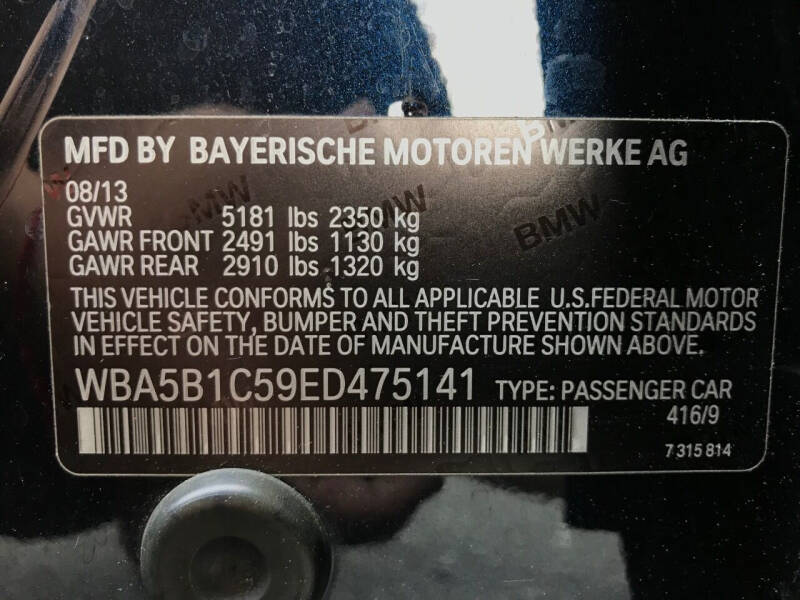 MFD BY BAYERISCHE MOTOREN WERKE AG
08/13
GVWR 5181 lbs 2350 kg
GAWR FRONT 2491 lbs 1130 kg
GAWR REAR 2910 lbs 1320 kg
THIS VEHICLE CONFORMS TO ALL APPLICABLE U.S.FEDERAL MOTOR
VEHICLE SAFETY, BUMPER AND THEFT PREVENTION STANDARDS
IN EFFECT ON THE DATE OF MANUFACTURE SHOWN ABOVE.
WBA5B1C59ED475141 TYPE: PASSENGER CAR
416/9
7 315 814
BMW
BMW
BMW